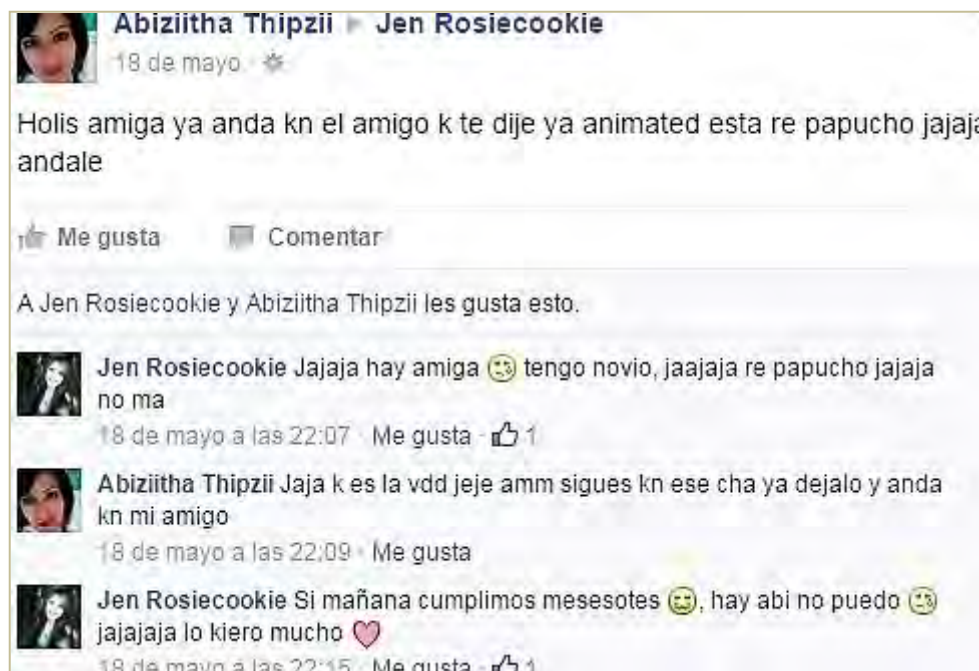 Abiziitha Thipzii Jen Rosiecookie
18 de mayo
Holis amiga ya anda kn el amigo k te dije ya animated esta re papucho jajaja
andale
Me gusta Comentar
A Jen Rosiecookie y Abiziitha Thipzii les gusta esto.
Jen Rosiecookie Jajaja hay amiga tengo novio, jaajaja re papucho jajaja
no ma
18 de mayo a las 22:07 · Me gusta · 1
Abiziitha Thipzii Jaja k es la vdd jeje amm sigues kn ese cha ya dejalo y anda
kn mi amigo
18 de mayo a las 22:09 · Me gusta
Jen Rosiecookie Si mañana cumplimos mesesotes , hay abi no puedo
jajajaja lo kiero mucho
18 de mayo a las 22:15 · Me gusta · 1